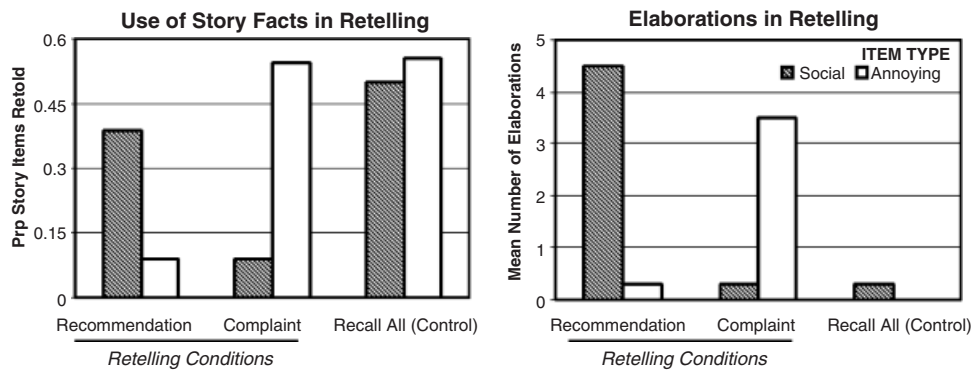 Use of Story Facts in Retelling
Prp Story Items Retold
0.6
0.45
0.3
0.15
0
Recommendation Complaint Recall All (Control)
Retelling Conditions
Elaborations in Retelling
ITEM TYPE
Social Annoying
Mean Number of Elaborations
5
4
3
2
1
0
Recommendation Complaint Recall All (Control)
Retelling Conditions